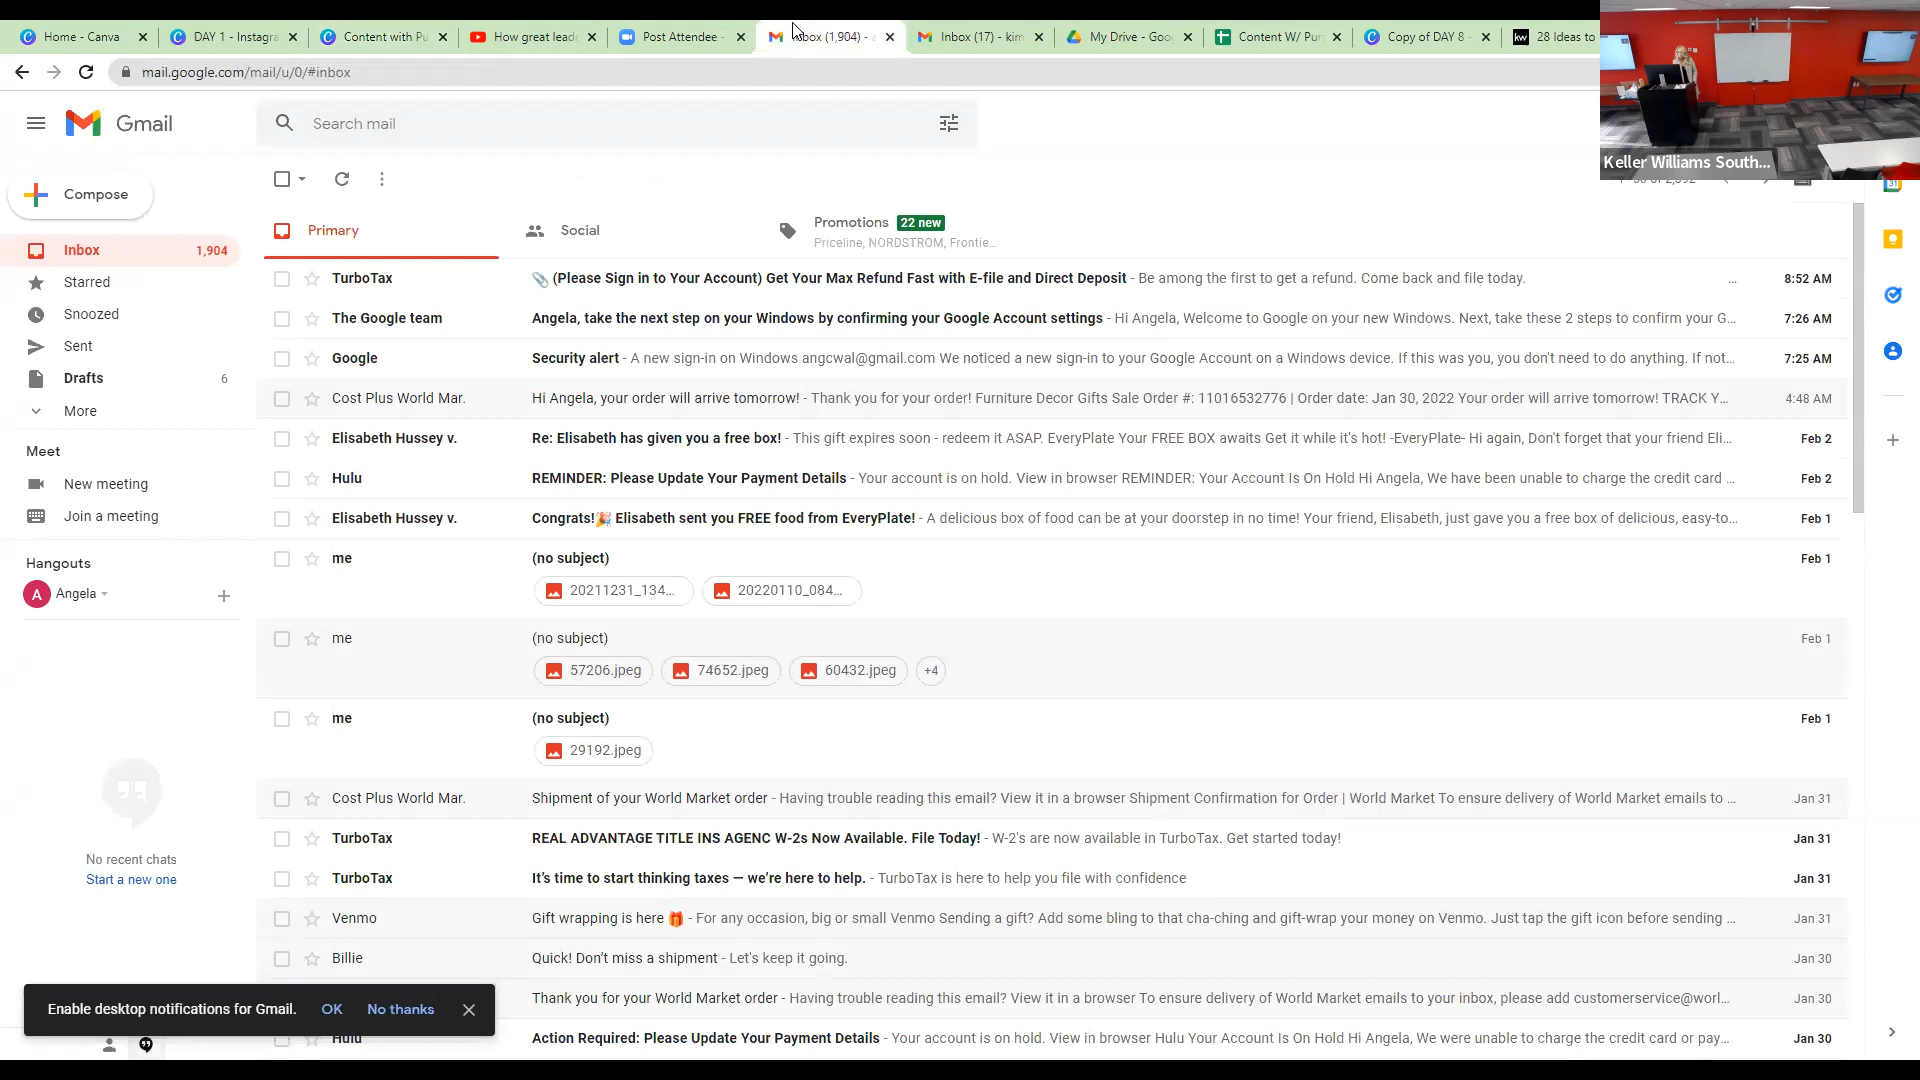 Home - Canva
DAY 1 - Instagra
Content with Pu
How great leade
Post Attendee -
Inbox (1,904) - a
Inbox (17) - kim
My Drive - Goog
Content W/ Pur
Copy of DAY 8 -
kw 28 Ideas to
mail.google.com/mail/u/0/#inbox
Keller Williams South...
Gmail
Search mail
Compose
Primary
Social
Promotions 22 new
Priceline, NORDSTROM, Frontie...
Inbox 1,904
Starred
Snoozed
Sent
Drafts 6
More
Meet
New meeting
Join a meeting
Hangouts
A Angela
No recent chats
Start a new one
TurboTax (Please Sign in to Your Account) Get Your Max Refund Fast with E-file and Direct Deposit - Be among the first to get a refund. Come back and file today. ... 8:52 AM
The Google team Angela, take the next step on your Windows by confirming your Google Account settings - Hi Angela, Welcome to Google on your new Windows. Next, take these 2 steps to confirm your G... 7:26 AM
Google Security alert - A new sign-in on Windows angcwal@gmail.com We noticed a new sign-in to your Google Account on a Windows device. If this was you, you don't need to do anything. If not... 7:25 AM
Cost Plus World Mar. Hi Angela, your order will arrive tomorrow! - Thank you for your order! Furniture Decor Gifts Sale Order #: 11016532776 | Order date: Jan 30, 2022 Your order will arrive tomorrow! TRACK Y... 4:48 AM
Elisabeth Hussey v. Re: Elisabeth has given you a free box! - This gift expires soon - redeem it ASAP. EveryPlate Your FREE BOX awaits Get it while it's hot! -EveryPlate- Hi again, Don't forget that your friend Eli... Feb 2
Hulu REMINDER: Please Update Your Payment Details - Your account is on hold. View in browser REMINDER: Your Account Is On Hold Hi Angela, We have been unable to charge the credit card ... Feb 2
Elisabeth Hussey v. Congrats!🎉 Elisabeth sent you FREE food from EveryPlate! - A delicious box of food can be at your doorstep in no time! Your friend, Elisabeth, just gave you a free box of delicious, easy-to... Feb 1
me (no subject) Feb 1
20211231_134... 20220110_084...
me (no subject) Feb 1
57206.jpeg 74652.jpeg 60432.jpeg +4
me (no subject) Feb 1
29192.jpeg
Cost Plus World Mar. Shipment of your World Market order - Having trouble reading this email? View it in a browser Shipment Confirmation for Order | World Market To ensure delivery of World Market emails to ... Jan 31
TurboTax REAL ADVANTAGE TITLE INS AGENC W-2s Now Available. File Today! - W-2's are now available in TurboTax. Get started today! Jan 31
TurboTax It's time to start thinking taxes — we're here to help. - TurboTax is here to help you file with confidence Jan 31
Venmo Gift wrapping is here 🎁 - For any occasion, big or small Venmo Sending a gift? Add some bling to that cha-ching and gift-wrap your money on Venmo. Just tap the gift icon before sending ... Jan 31
Billie Quick! Don't miss a shipment - Let's keep it going. Jan 30
Thank you for your World Market order - Having trouble reading this email? View it in a browser To ensure delivery of World Market emails to your inbox, please add customerservice@worl... Jan 30
Hulu Action Required: Please Update Your Payment Details - Your account is on hold. View in browser Hulu Your Account Is On Hold Hi Angela, We were unable to charge the credit card or pay... Jan 30
Enable desktop notifications for Gmail. OK No thanks